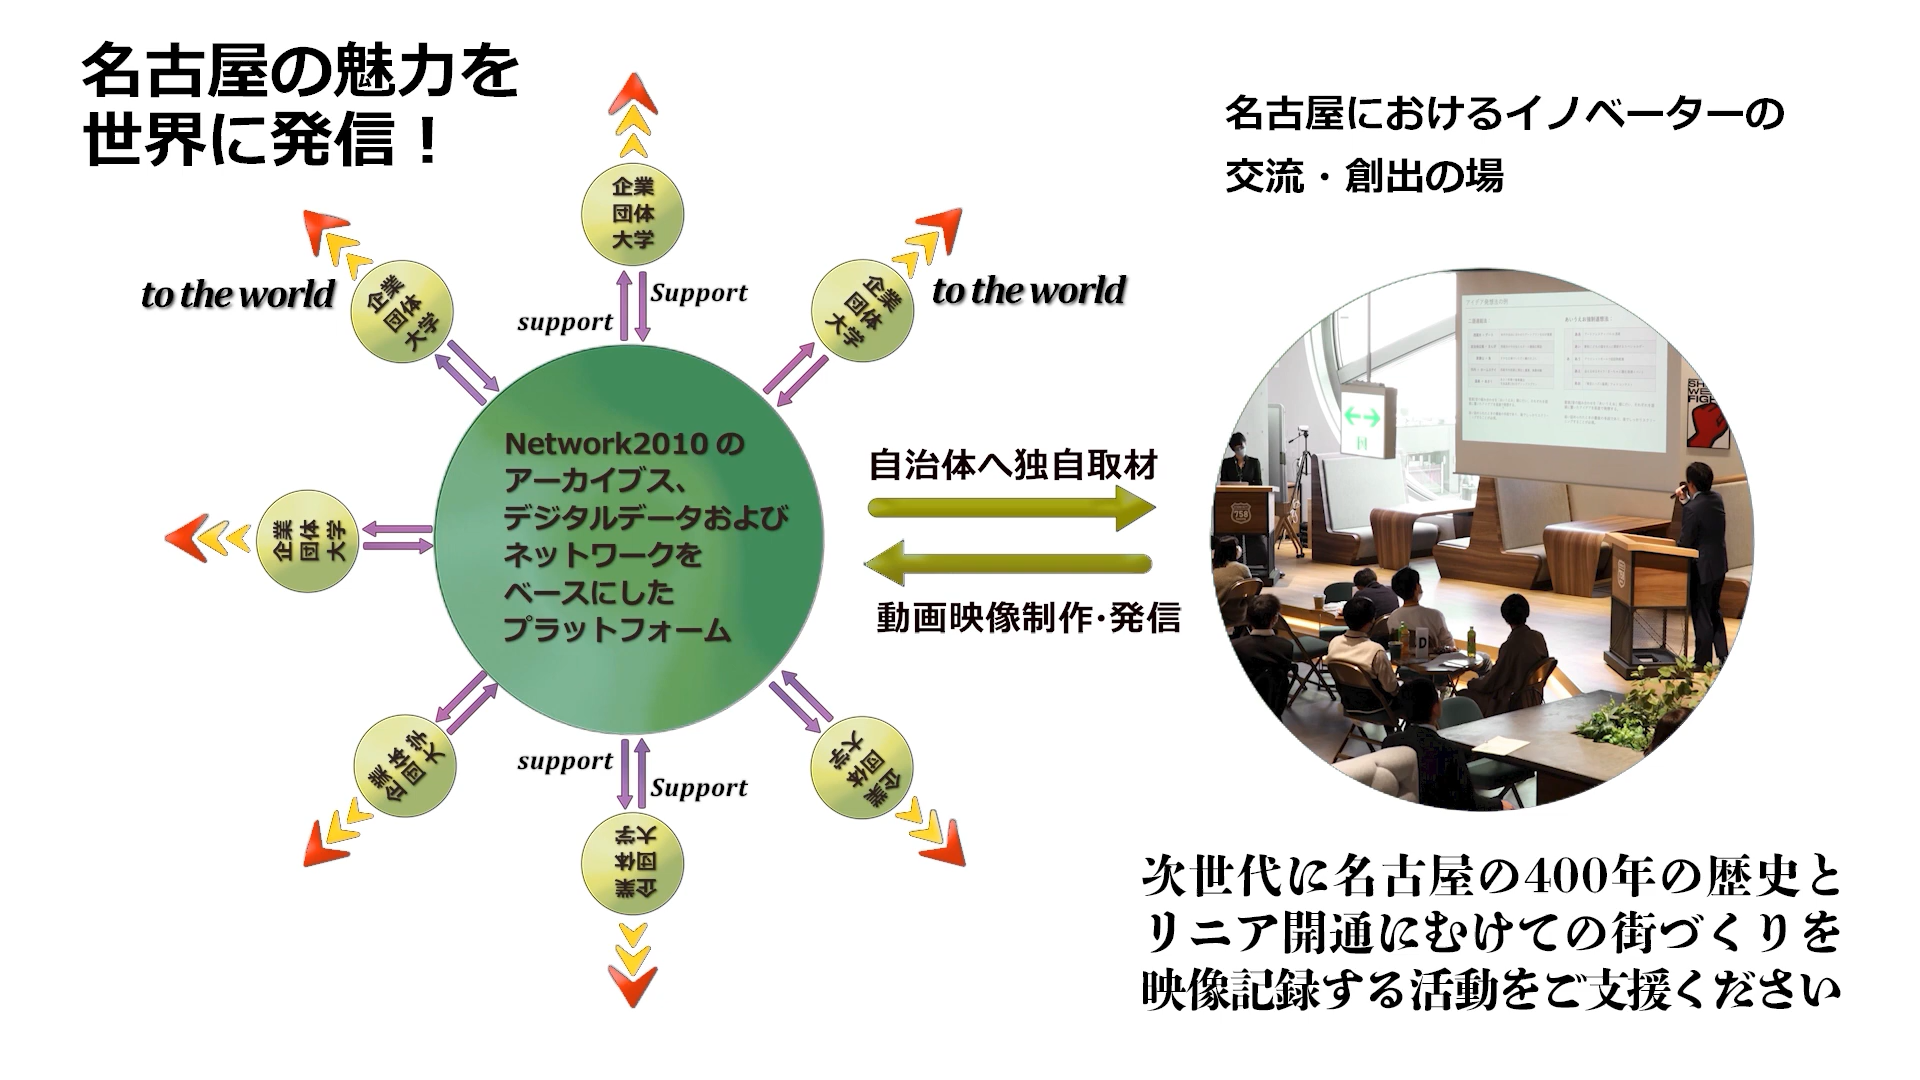 名古屋の魅力を
世界に発信！
名古屋におけるイノベーターの
交流・創出の場
企業
団体
大学
to the world
企業
団体
大学
企業
団体
大学
to the world
support
Support
Network2010 の
アーカイブス、
デジタルデータおよび
ネットワークを
ベースにした
プラットフォーム
自治体へ独自取材
動画映像制作･発信
企業
団体
大学
企業
団体
大学
企業
団体
大学
support
Support
企業
団体
大学
758
D
次世代に名古屋の400年の歴史と
リニア開通にむけての街づくりを
映像記録する活動をご支援ください